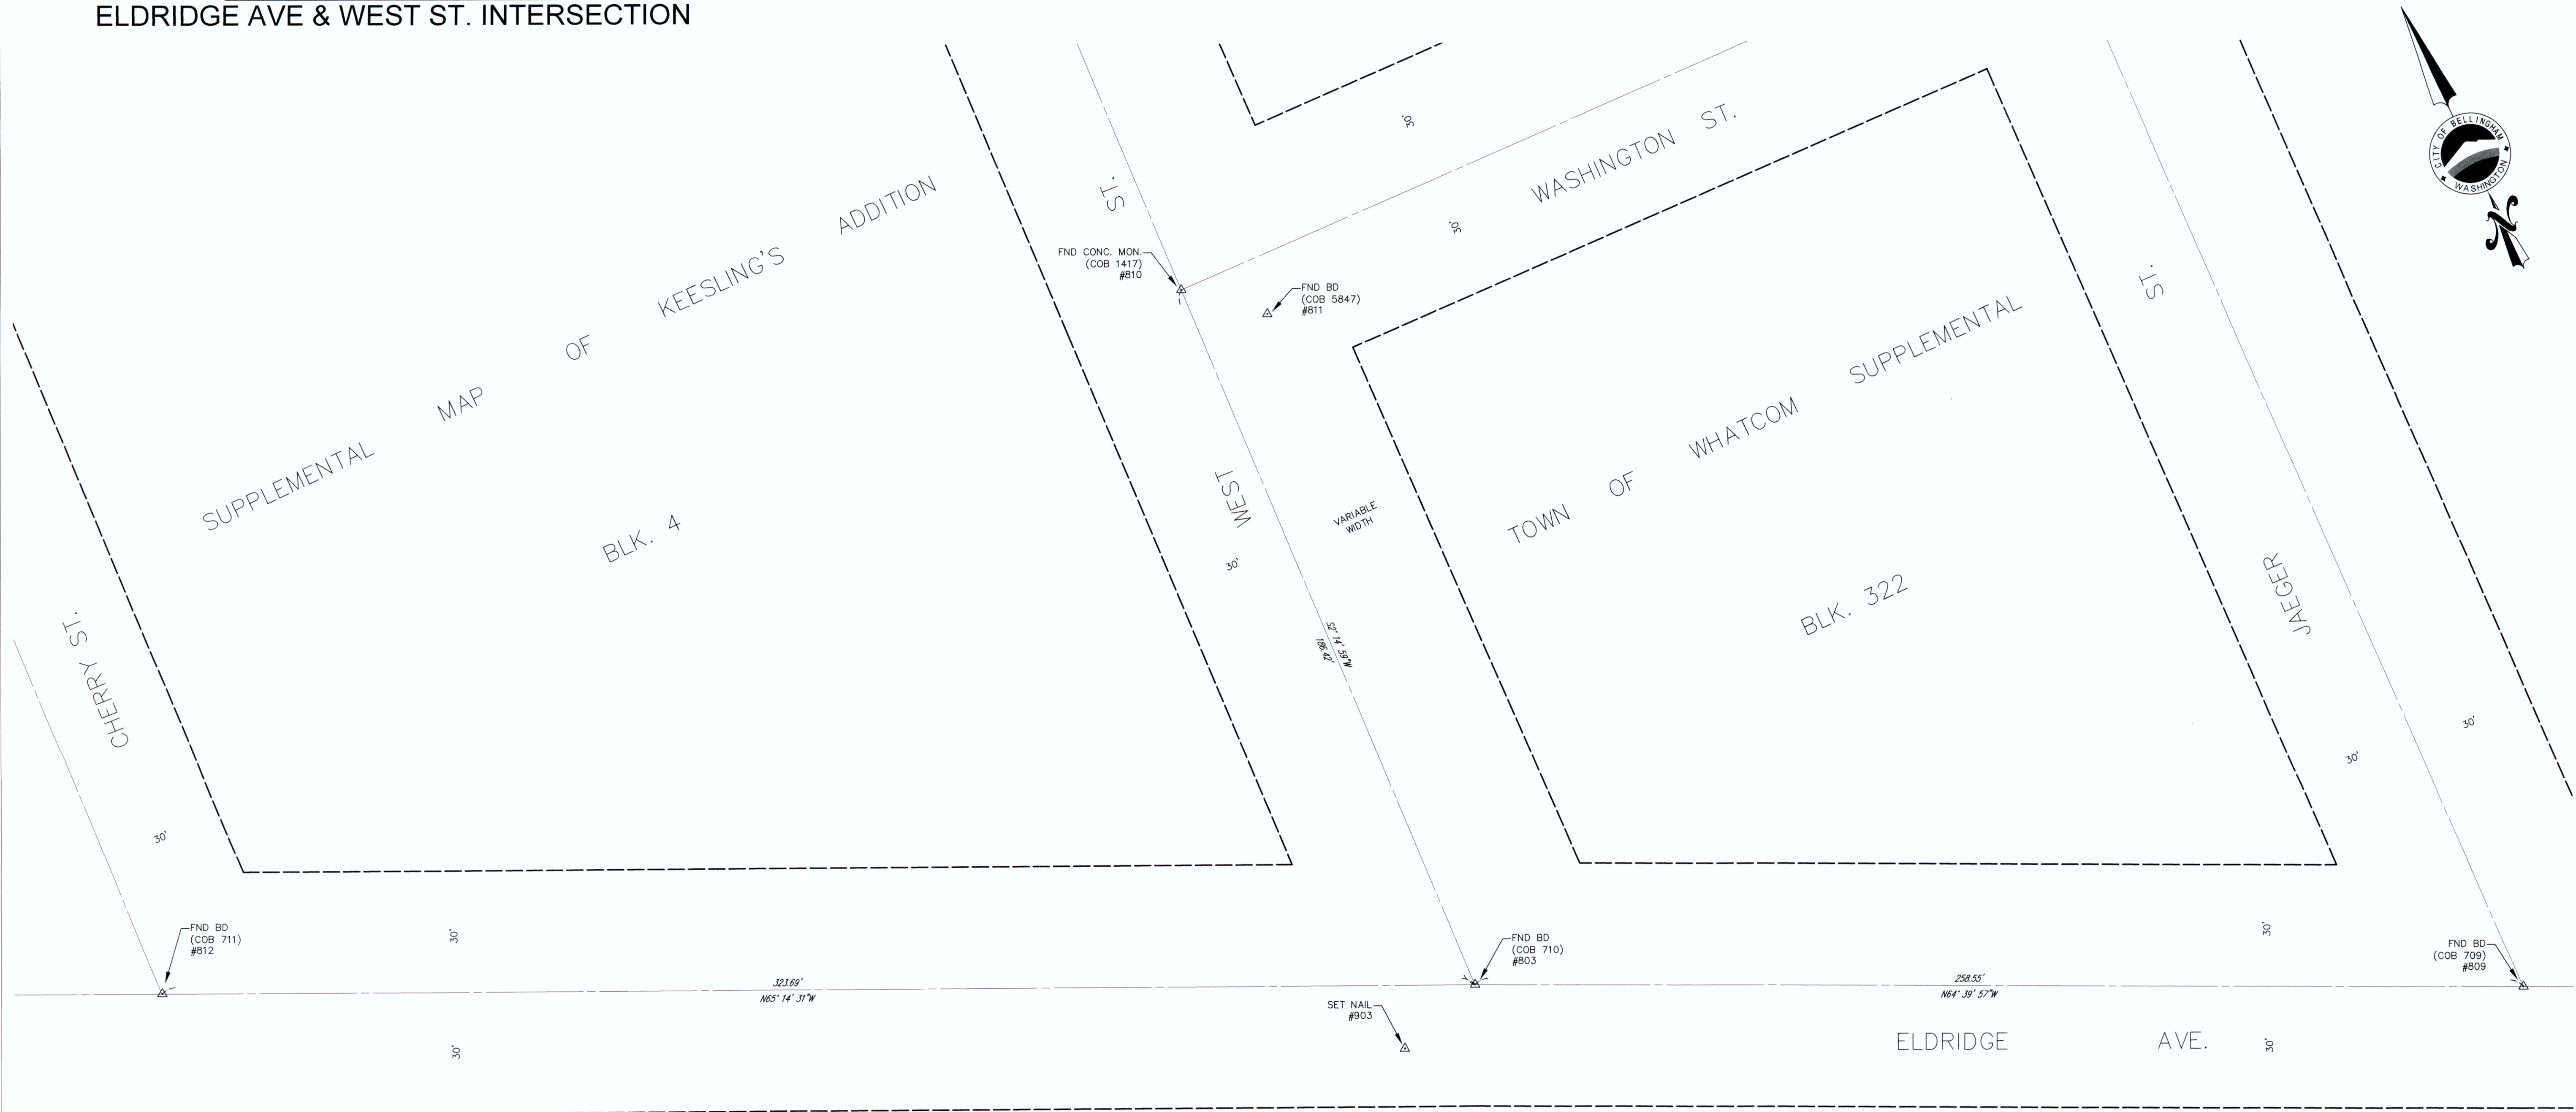 ELDRIDGE AVE & WEST ST. INTERSECTION
CITY OF BELLINGHAM
WASHINGTON
N
30'
WASHINGTON ST.
30'
SUPPLEMENTAL MAP OF KEESLING'S ADDITION
BLK. 4
WEST ST.
FND CONC. MON.
(COB 1417)
#810
FND BD
(COB 5847)
#811
TOWN OF WHATCOM SUPPLEMENTAL
BLK. 322
JAEGER ST.
VARIABLE
WIDTH
30'
S2° 14' 59"W
186.42'
CHERRY ST.
30'
30'
30'
FND BD
(COB 711)
#812
30'
FND BD
(COB 710)
#803
30'
FND BD
(COB 709)
#809
323.69'
N65° 14' 31"W
258.55'
N64° 39' 57"W
SET NAIL
#903
30'
ELDRIDGE AVE.
30'